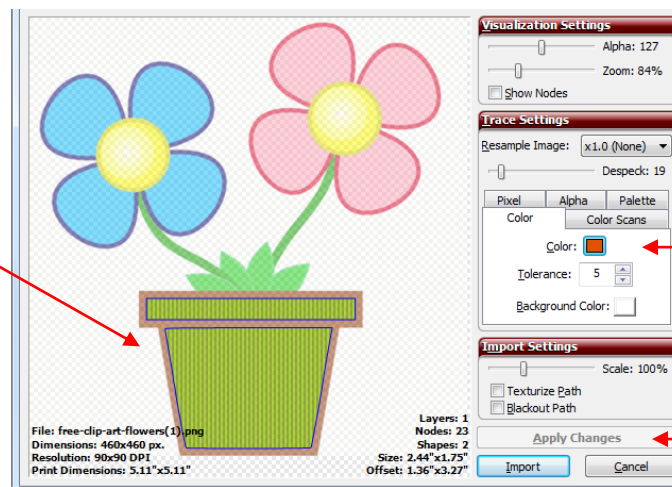 Visualization Settings
Alpha: 127
Zoom: 84%
Show Nodes
Trace Settings
Resample Image: x1.0 (None)
Despeck: 19
Pixel Alpha Palette
Color Color Scans
Color:
Tolerance: 5
Background Color:
Import Settings
Scale: 100%
Texturize Path
Blackout Path
Apply Changes
Import Cancel
File: free-clip-art-flowers(1).png
Dimensions: 460x460 px.
Resolution: 90x90 DPI
Print Dimensions: 5.11"x5.11"
Layers: 1
Nodes: 23
Shapes: 2
Size: 2.44"x1.75"
Offset: 1.36"x3.27"